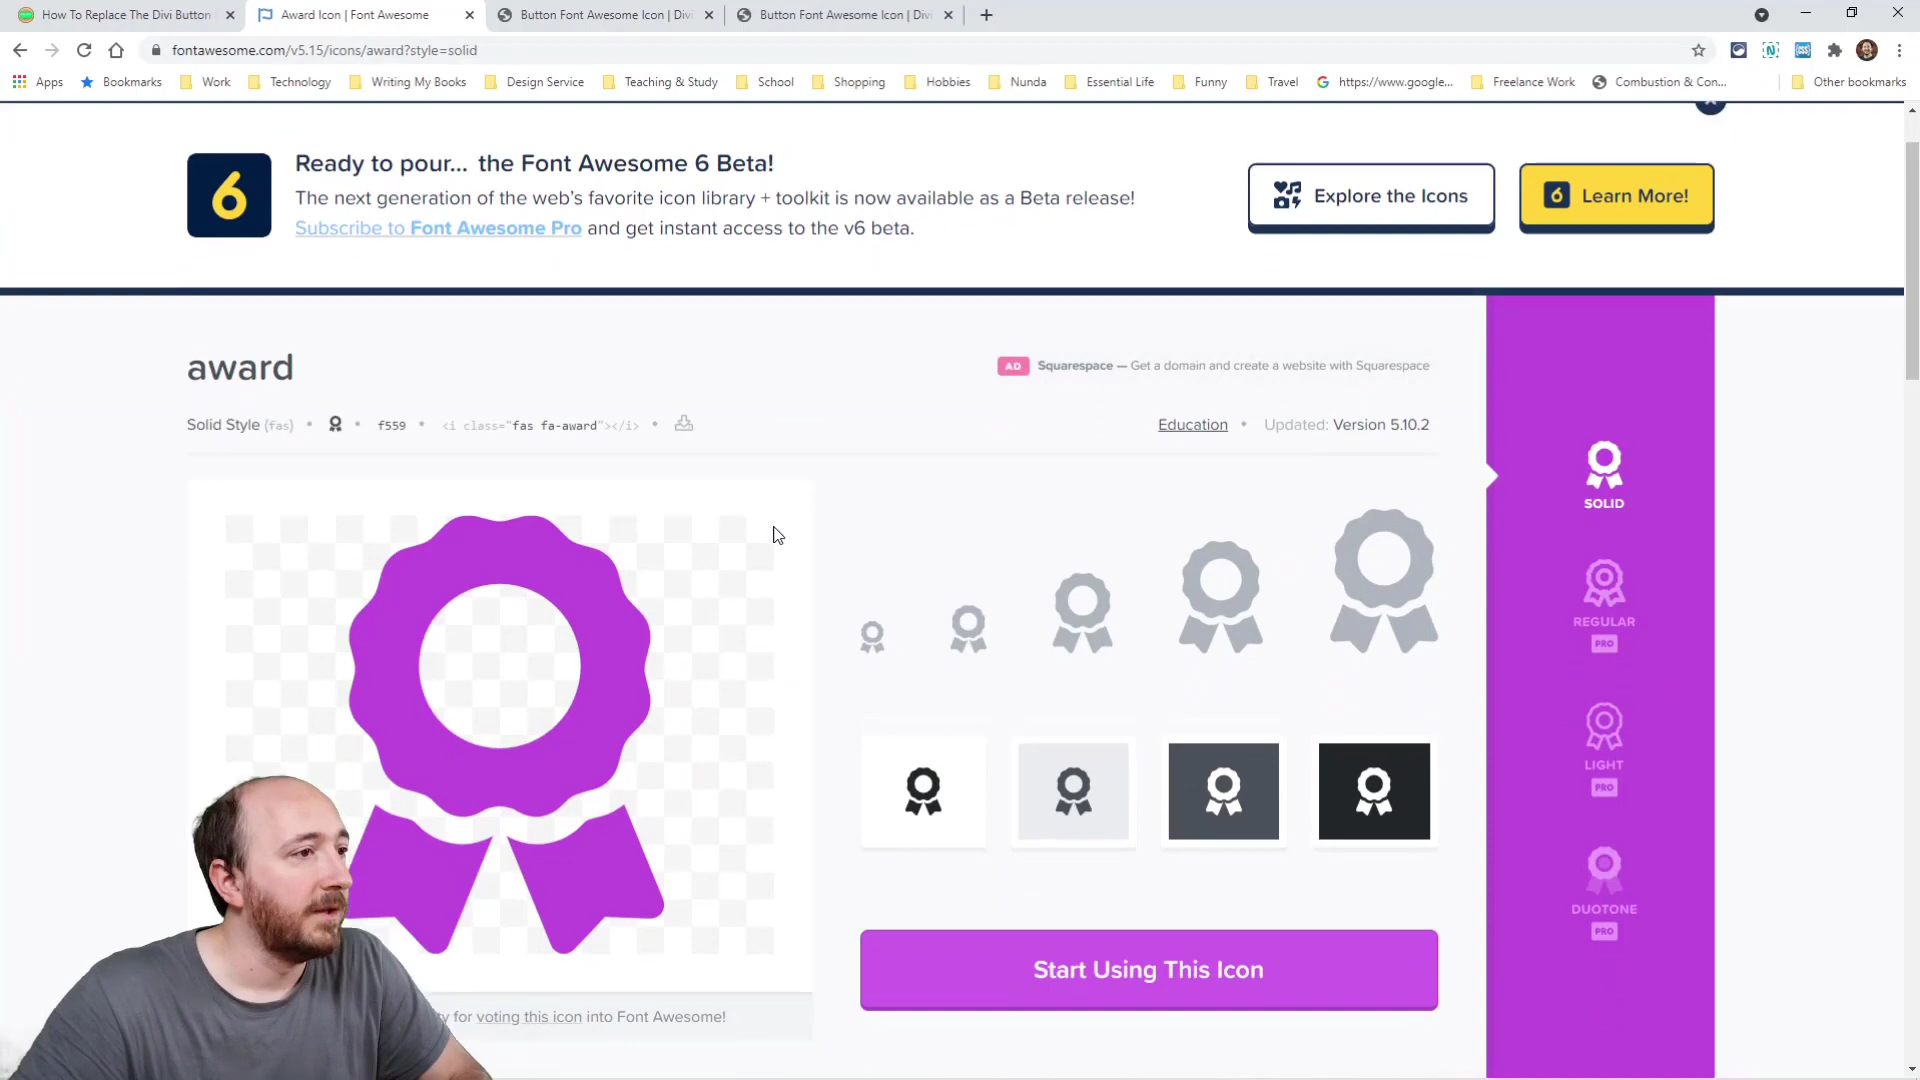 How To Replace The Divi Button
Award Icon | Font Awesome
Button Font Awesome Icon | Divi
Button Font Awesome Icon | Divi
fontawesome.com/v5.15/icons/award?style=solid
Apps
Bookmarks
Work
Technology
Writing My Books
Design Service
Teaching & Study
School
Shopping
Hobbies
Nunda
Essential Life
Funny
Travel
https://www.google...
Freelance Work
Combustion & Con...
Other bookmarks
6
Ready to pour... the Font Awesome 6 Beta!
The next generation of the web's favorite icon library + toolkit is now available as a Beta release!
Subscribe to Font Awesome Pro and get instant access to the v6 beta.
Explore the Icons
6 Learn More!
award
AD Squarespace — Get a domain and create a website with Squarespace
Solid Style (fas) • • f559 • <i class="fas fa-award"></i> •
Education • Updated: Version 5.10.2
SOLID
REGULAR
PRO
LIGHT
PRO
DUOTONE
PRO
Start Using This Icon
for voting this icon into Font Awesome!